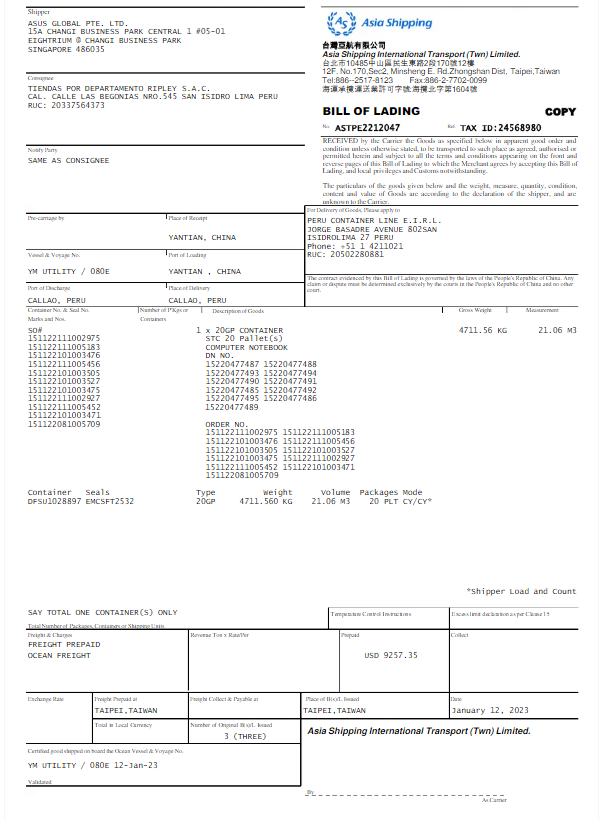 Shipper
ASUS GLOBAL PTE. LTD.
15A CHANGI BUSINESS PARK CENTRAL 1 #05-01
EIGHTRIUM @ CHANGI BUSINESS PARK
SINGAPORE 486035
AS
Asia Shipping
台灣亞航有限公司
Asia Shipping International Transport (Twn) Limited.
台北市10485中山區民生東路2段170號12樓
12F. No.170,Sec2, Minsheng E. Rd.Zhongshan Dist, Taipei,Taiwan
Tel:886--2517-8123 Fax:886-2-7702-0099
海運承攬運送業許可字號:海攬北字第1604號
Consignee
TIENDAS POR DEPARTAMENTO RIPLEY S.A.C.
CAL. CALLE LAS BEGONIAS NRO.545 SAN ISIDRO LIMA PERU
RUC: 20337564373
BILL OF LADING COPY
No. ASTPE2212047 Ref. TAX ID:24568980
Notify Party
SAME AS CONSIGNEE
RECEIVED by the Carrier the Goods as specified below in apparent good order and
condition unless otherwise stated, to be transported to such place as agreed, authorised or
permitted herein and subject to all the terms and conditions appearing on the front and
reverse pages of this Bill of Lading to which the Merchant agrees by accepting this Bill of
Lading, and local privileges and Customs notwithstanding.
The particulars of the goods given below and the weight, measure, quantity, condition,
content and value of Goods are according to the declaration of the shipper, and are
unknown to the Carrier.
For Delivery of Goods, Please apply to
PERU CONTAINER LINE E.I.R.L.
JORGE BASADRE AVENUE 802SAN
ISIDROLIMA 27 PERU
Phone: +51 1 4211021
RUC: 20502280881
Pre-carriage by Place of Receipt
YANTIAN, CHINA
Vessel & Voyage No. Port of Loading
YM UTILITY / 080E YANTIAN , CHINA
The contract evidenced by this Bill of Lading is governed by the laws of the People's Republic of China. Any
claim or dispute must be determined exclusively by the courts in the People's Republic of China and no other
court.
Port of Discharge Place of Delivery
CALLAO, PERU CALLAO, PERU
Container No. & Seal No. Number of P'Kgs or Description of Goods Gross Weight Measurement
Marks and Nos. Containers
SO# 1 x 20GP CONTAINER 4711.56 KG 21.06 M3
151122111002975 STC 20 Pallet(s)
151122111005183 COMPUTER NOTEBOOK
151122101003476 DN NO.
151122111005456 15220477487 15220477488
151122101003505 15220477493 15220477494
151122101003527 15220477490 15220477491
151122101003475 15220477485 15220477492
151122111002927 15220477495 15220477486
151122111005452 15220477489
151122101003471
151122081005709 ORDER NO.
151122111002975 151122111005183
151122101003476 151122111005456
151122101003505 151122101003527
151122101003475 151122111002927
151122111005452 151122101003471
151122081005709
Container Seals Type Weight Volume Packages Mode
DFSU1028897 EMCSFT2532 20GP 4711.560 KG 21.06 M3 20 PLT CY/CY*
*Shipper Load and Count
SAY TOTAL ONE CONTAINER(S) ONLY
Total Number of Packages, Containers or Shipping Units
Temperature Control Instructions
Excess limit declaration as per Clause 15
Freight & Charges Revenue Ton x Rate/Per Prepaid Collect
FREIGHT PREPAID
OCEAN FREIGHT USD 9257.35
Exchange Rate Freight Prepaid at Freight Collect & Payable at Place of B(s)/L Issued Date
TAIPEI,TAIWAN TAIPEI,TAIWAN January 12, 2023
Total in Local Currency Number of Original B(s)/L Issued
3 (THREE)
Asia Shipping International Transport (Twn) Limited.
Certified good shipped on board the Ocean Vessel & Voyage No.
YM UTILITY / 080E 12-Jan-23
Validated
By
As Carrier